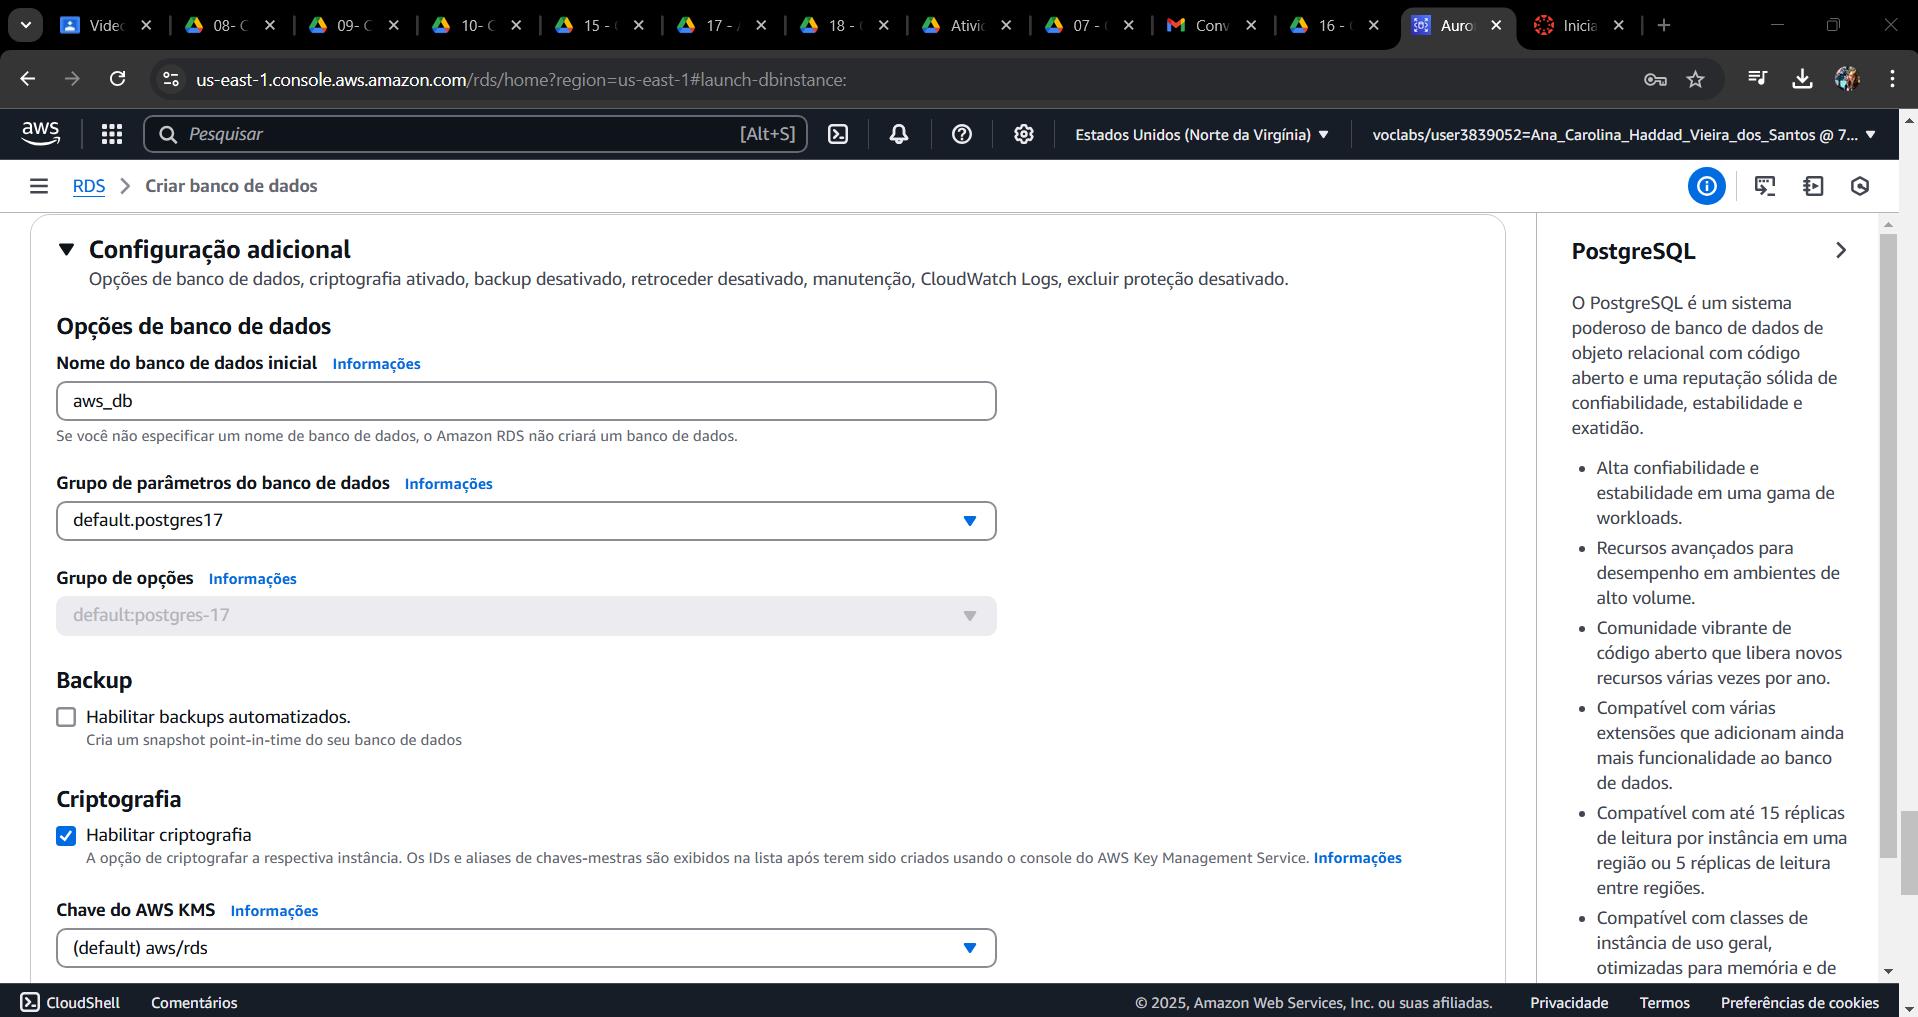 Video
08- C
09- C
10- C
15 -
17 - A
18 -
Ativi
07 -
Conv
16 -
Auro
Inicia
us-east-1.console.aws.amazon.com/rds/home?region=us-east-1#launch-dbinstance:
aws
Pesquisar
[Alt+S]
Estados Unidos (Norte da Virgínia)
voclabs/user3839052=Ana_Carolina_Haddad_Vieira_dos_Santos @ 7...
RDS
Criar banco de dados
Configuração adicional
Opções de banco de dados, criptografia ativado, backup desativado, retroceder desativado, manutenção, CloudWatch Logs, excluir proteção desativado.
Opções de banco de dados
Nome do banco de dados inicial Informações
aws_db
Se você não especificar um nome de banco de dados, o Amazon RDS não criará um banco de dados.
Grupo de parâmetros do banco de dados Informações
default.postgres17
Grupo de opções Informações
default:postgres-17
Backup
Habilitar backups automatizados.
Cria um snapshot point-in-time do seu banco de dados
Criptografia
Habilitar criptografia
A opção de criptografar a respectiva instância. Os IDs e aliases de chaves-mestras são exibidos na lista após terem sido criados usando o console do AWS Key Management Service. Informações
Chave do AWS KMS Informações
(default) aws/rds
PostgreSQL
O PostgreSQL é um sistema
poderoso de banco de dados de
objeto relacional com código
aberto e uma reputação sólida de
confiabilidade, estabilidade e
exatidão.
• Alta confiabilidade e
estabilidade em uma gama de
workloads.
• Recursos avançados para
desempenho em ambientes de
alto volume.
• Comunidade vibrante de
código aberto que libera novos
recursos várias vezes por ano.
• Compatível com várias
extensões que adicionam ainda
mais funcionalidade ao banco
de dados.
• Compatível com até 15 réplicas
de leitura por instância em uma
região ou 5 réplicas de leitura
entre regiões.
• Compatível com classes de
instância de uso geral,
otimizadas para memória e de
CloudShell
Comentários
© 2025, Amazon Web Services, Inc. ou suas afiliadas.
Privacidade
Termos
Preferências de cookies